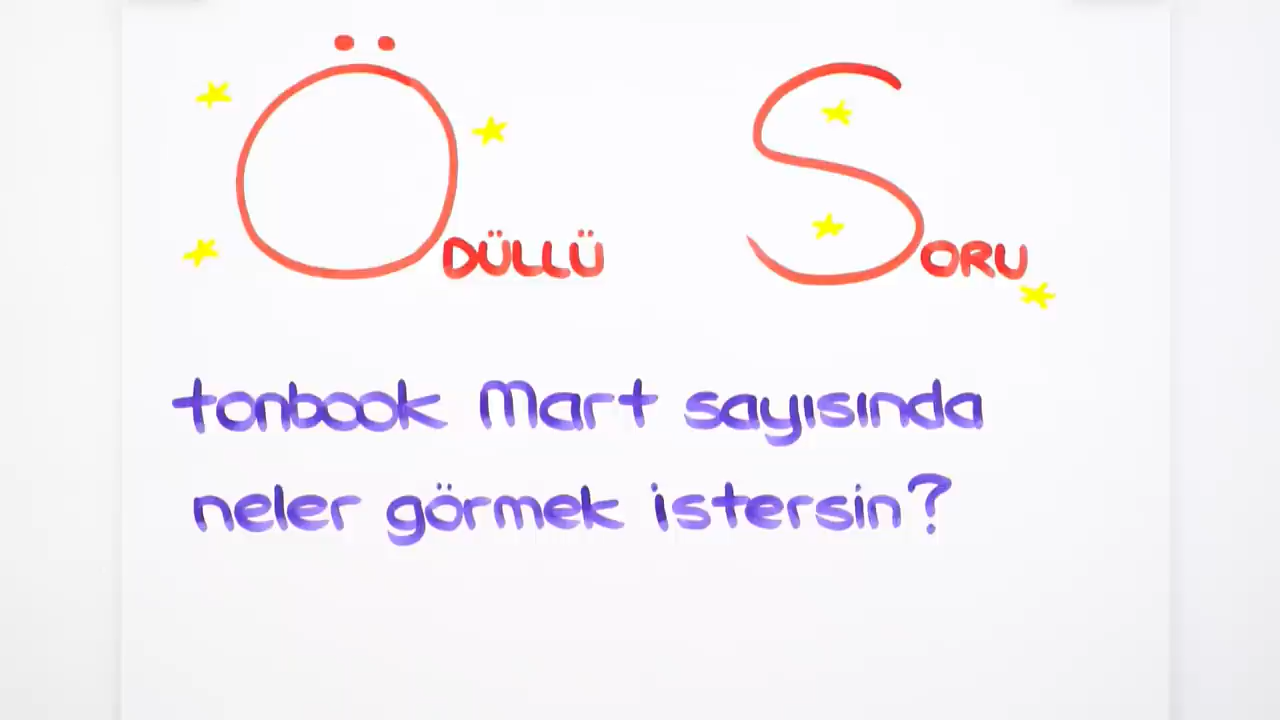 ÖDÜLLÜ SORU
tonbook Mart sayısında
neler görmek istersin?